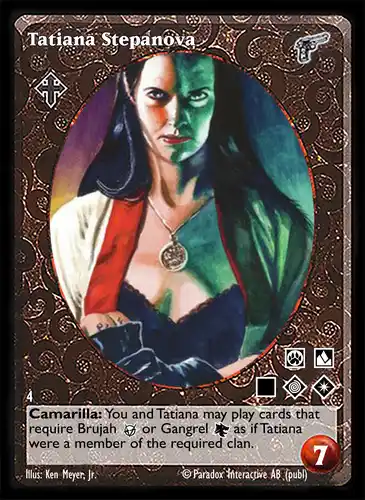 Tatiana Stepanova
4
Camarilla: You and Tatiana may play cards that
require Brujah or Gangrel as if Tatiana
were a member of the required clan.
7
Illus: Ken Meyer, Jr. © Paradox Interactive AB (publ)